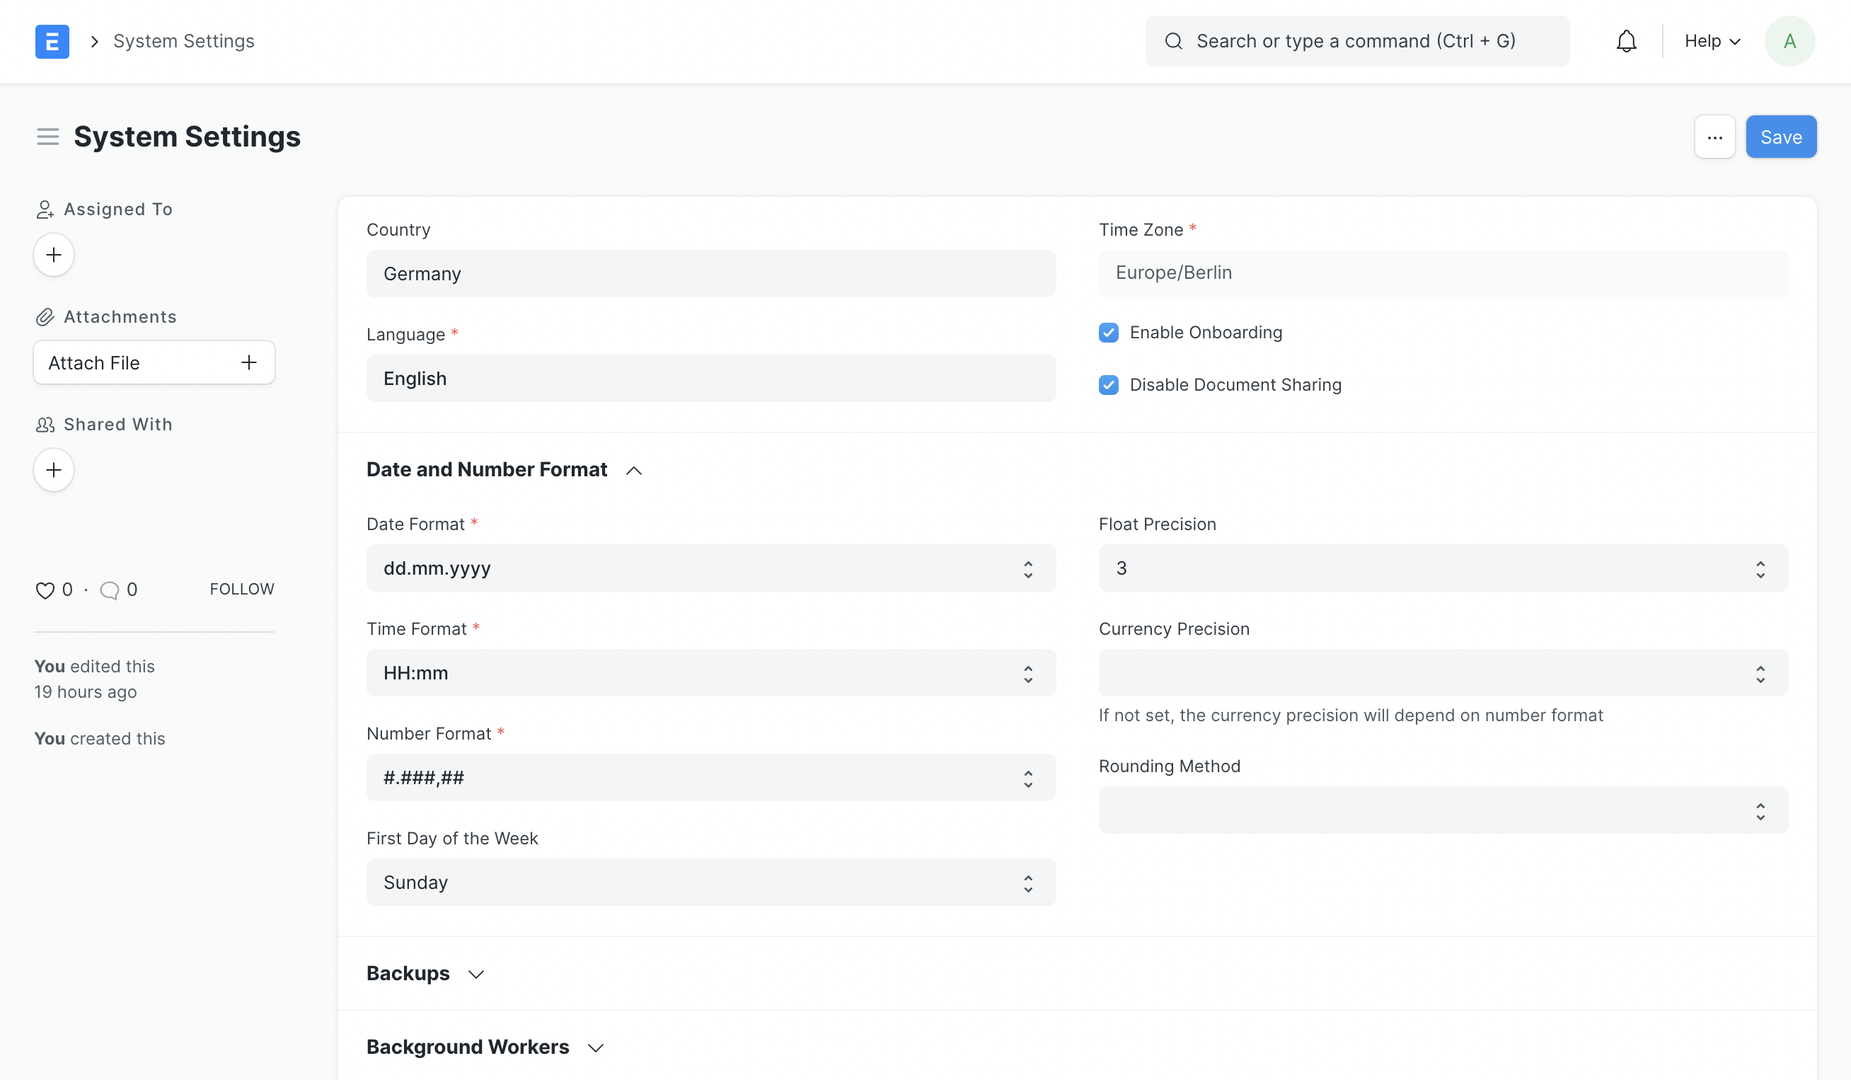 E
System Settings
Search or type a command (Ctrl + G)
Help
A
System Settings
...
Save
Assigned To
Attachments
Attach File
Shared With
0 · 0
FOLLOW
You edited this
19 hours ago
You created this
Country
Germany
Language *
English
Time Zone *
Europe/Berlin
Enable Onboarding
Disable Document Sharing
Date and Number Format
Date Format *
dd.mm.yyyy
Time Format *
HH:mm
Number Format *
#.###,##
First Day of the Week
Sunday
Float Precision
3
Currency Precision
If not set, the currency precision will depend on number format
Rounding Method
Backups
Background Workers